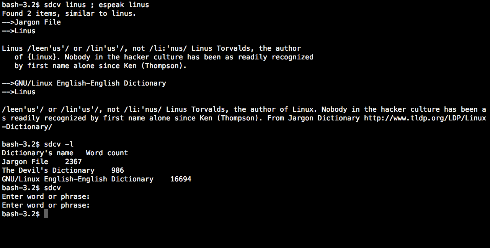 bash-3.2$ sdcv linus ; espeak linus
Found 2 items, similar to linus.
-->Jargon File
-->Linus

Linus /leen'us'/ or /lin'us'/, not /li:'nus/ Linus Torvalds, the author
   of {Linux}. Nobody in the hacker culture has been as readily recognized
   by first name alone since Ken (Thompson).

-->GNU/Linux English-English Dictionary
-->Linus

/leen'us'/ or /lin'us'/, not /li:'nus/ Linus Torvalds, the author of Linux. Nobody in the hacker culture has been a
s readily recognized by first name alone since Ken (Thompson). From Jargon Dictionary http://www.tldp.org/LDP/Linux
-Dictionary/

bash-3.2$ sdcv -l
Dictionary's name   Word count
Jargon File    2367
The Devil's Dictionary    986
GNU/Linux English-English Dictionary    16694
bash-3.2$ sdcv
Enter word or phrase:
Enter word or phrase:
bash-3.2$